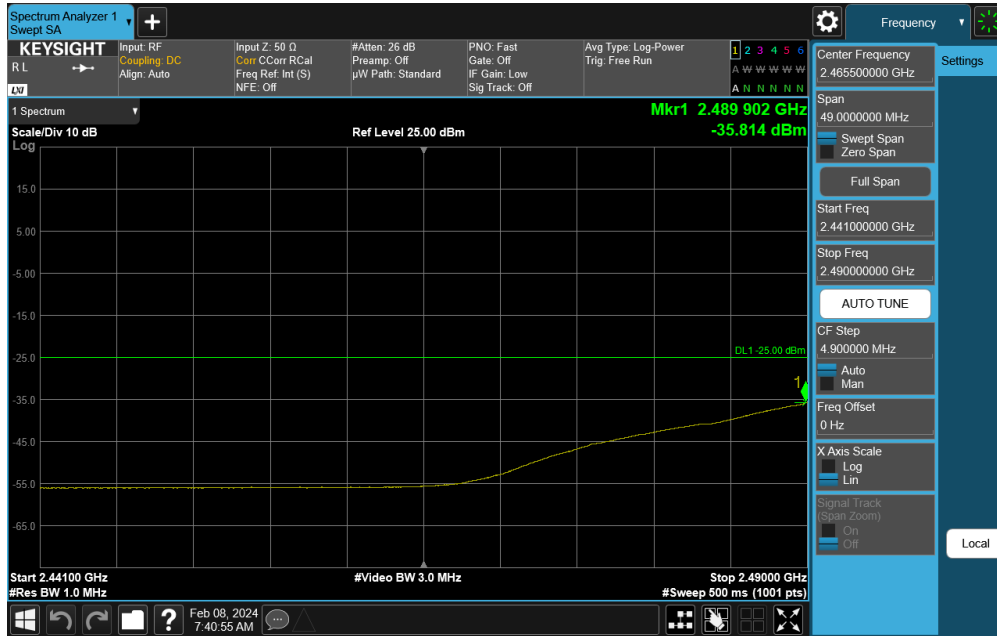 Spectrum Analyzer 1
Swept SA
+
Frequency
KEYSIGHT
R L
LXI
Input: RF
Coupling: DC
Align: Auto
Input Z: 50 Ω
Corr CCorr RCal
Freq Ref: Int (S)
NFE: Off
#Atten: 26 dB
Preamp: Off
µW Path: Standard
PNO: Fast
Gate: Off
IF Gain: Low
Sig Track: Off
Avg Type: Log-Power
Trig: Free Run
1 2 3 4 5 6
A W W W W W
A N N N N N
1 Spectrum
Scale/Div 10 dB
Log
Ref Level 25.00 dBm
Mkr1 2.489 902 GHz
-35.814 dBm
15.0
5.00
-5.00
-15.0
-25.0
-35.0
-45.0
-55.0
-65.0
DL1 -25.00 dBm
1
Start 2.44100 GHz
#Res BW 1.0 MHz
#Video BW 3.0 MHz
Stop 2.49000 GHz
#Sweep 500 ms (1001 pts)
Center Frequency
2.465500000 GHz
Settings
Span
49.0000000 MHz
Swept Span
Zero Span
Full Span
Start Freq
2.441000000 GHz
Stop Freq
2.490000000 GHz
AUTO TUNE
CF Step
4.900000 MHz
Auto
Man
Freq Offset
0 Hz
X Axis Scale
Log
Lin
Signal Track
(Span Zoom)
On
Off
Local
?
Feb 08, 2024
7:40:55 AM